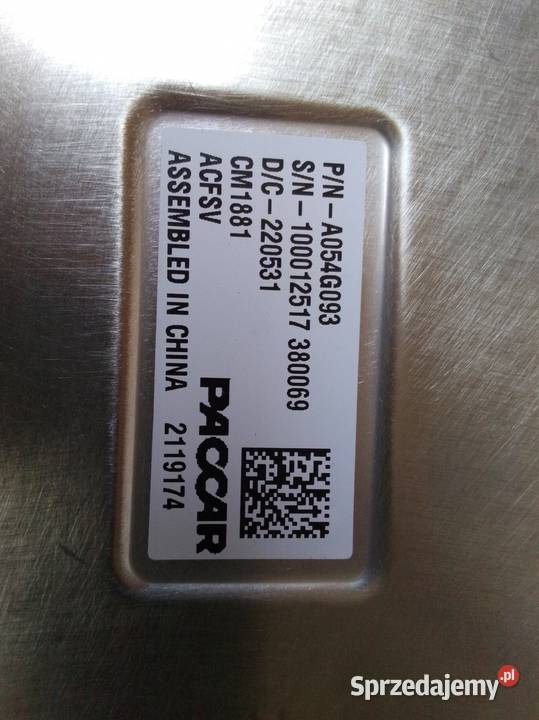 P/N – A054G093
S/N – 100012517 380069
D/C – 220531
CM1881
ACFSV
ASSEMBLED IN CHINA 2119174
PACCAR
Sprzedajemy.pl